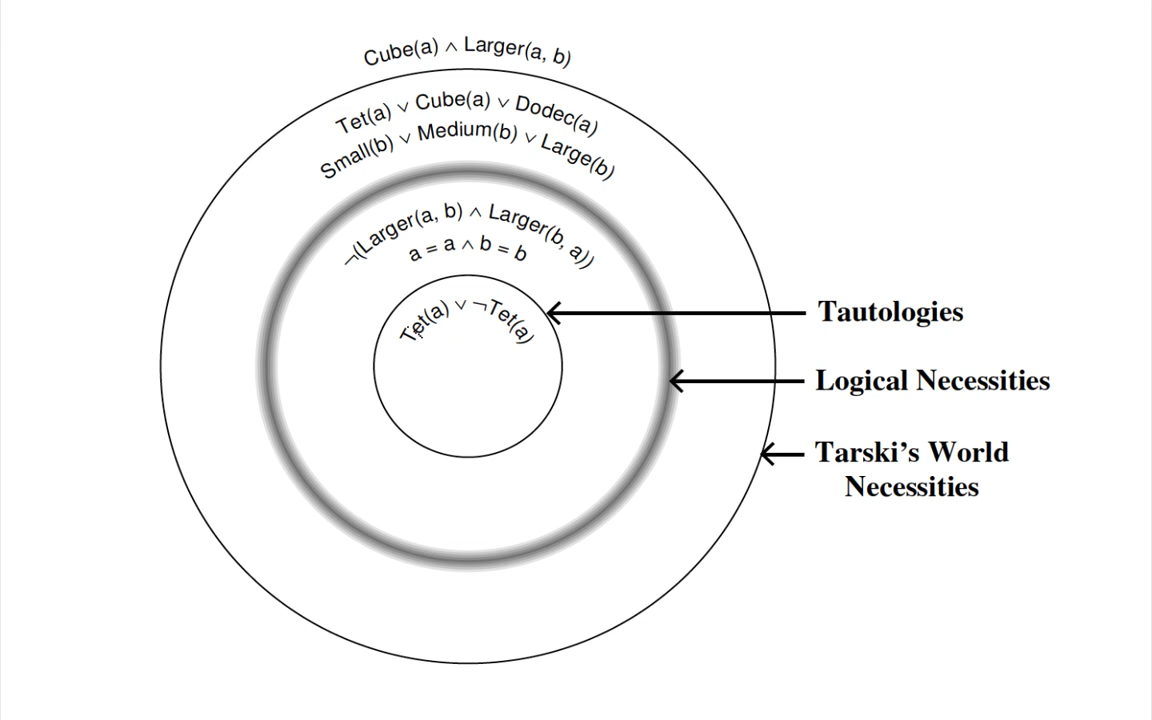 Cube(a) ∧ Larger(a, b)
Tet(a) ∨ Cube(a) ∨ Dodec(a)
Small(b) ∨ Medium(b) ∨ Large(b)
¬(Larger(a, b) ∧ Larger(b, a))
a = a ∧ b = b
Tet(a) ∨ ¬Tet(a)
Tautologies
Logical Necessities
Tarski's World
Necessities